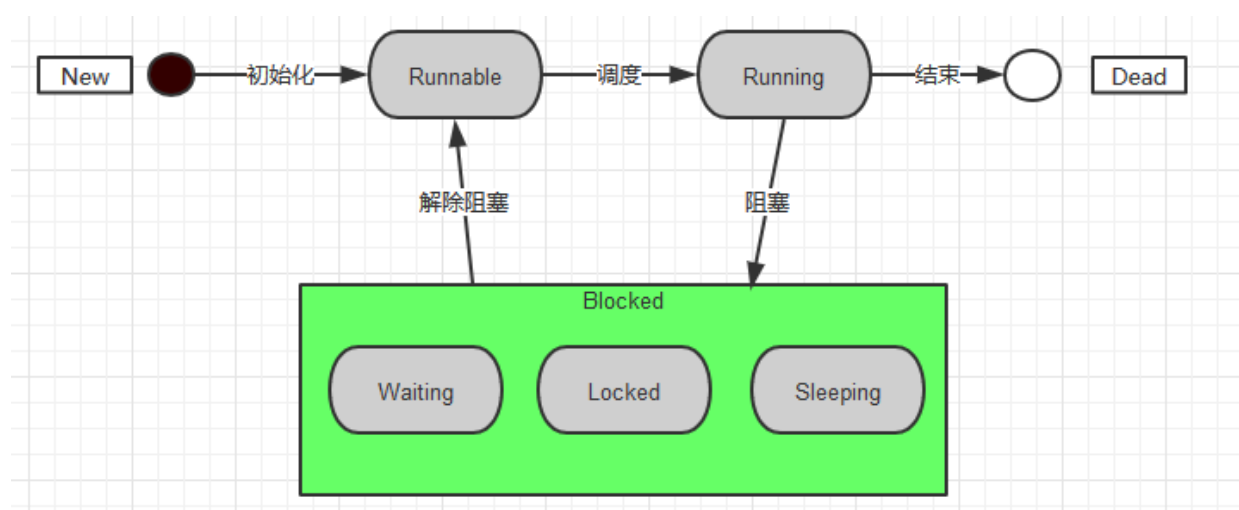 New
初始化
Runnable
调度
Running
结束
Dead
解除阻塞
阻塞
Blocked
Waiting
Locked
Sleeping